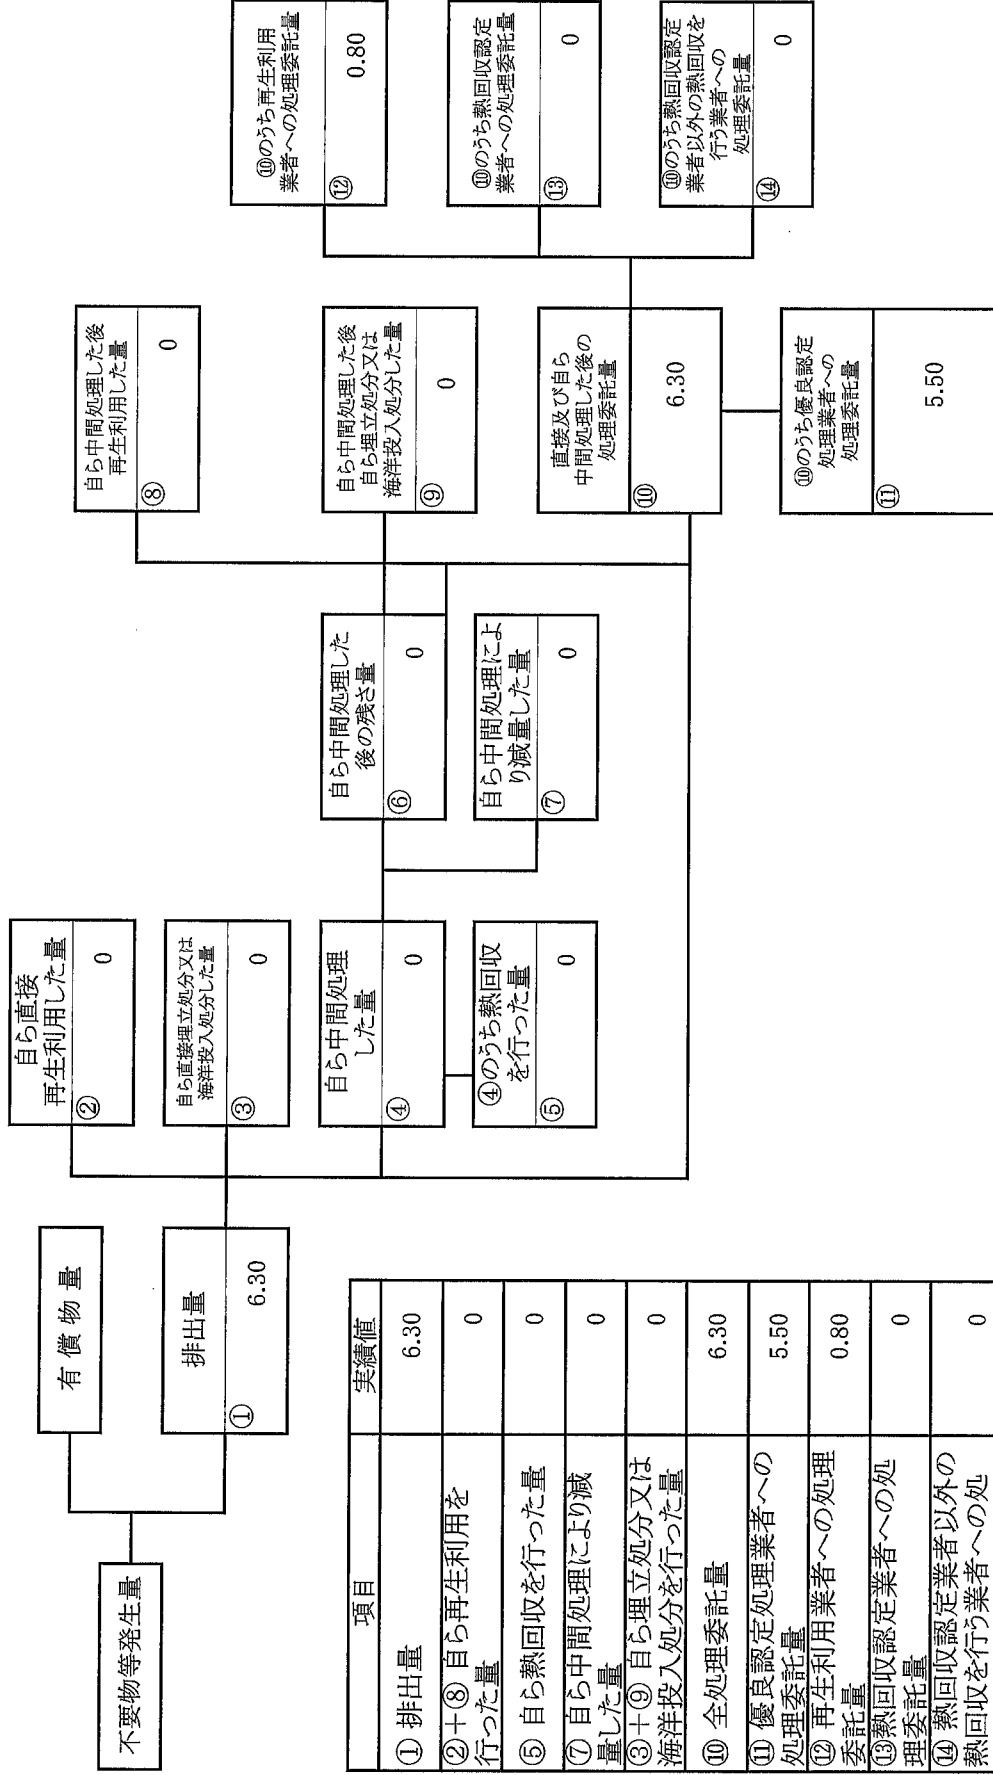 不要物等発生量
有 償 物 量
排出量
①
6.30
自ら直接
再生利用した量
②
0
自ら直接埋立処分又は
海洋投入処分した量
③
0
自ら中間処理
した量
④
0
④のうち熱回収
を行った量
⑤
0
自ら中間処理した
後の残さ量
⑥
0
自ら中間処理によ
り減量した量
⑦
0
自ら中間処理した後
再生利用した量
⑧
0
自ら中間処理した後
自ら埋立処分又は
海洋投入処分した量
⑨
0
直接及び自ら
中間処理した後の
処理委託量
⑩
6.30
⑩のうち優良認定
処理業者への
処理委託量
⑪
5.50
⑩のうち再生利用
業者への処理委託量
⑫
0.80
⑩のうち熱回収認定
業者への処理委託量
⑬
0
⑩のうち熱回収認定
業者以外の熱回収を
行う業者への
処理委託量
⑭
0
項目 実績値
① 排出量 6.30
②＋⑧ 自ら再生利用を
行った量 0
⑤ 自ら熱回収を行った量 0
⑦ 自ら中間処理により減
量した量 0
③＋⑨ 自ら埋立処分又は
海洋投入処分を行った量 0
⑩ 全処理委託量 6.30
⑪ 優良認定処理業者への
処理委託量 5.50
⑫ 再生利用業者への処理
委託量 0.80
⑬熱回収認定業者への処
理委託量 0
⑭ 熱回収認定業者以外の
熱回収を行う業者への処 0